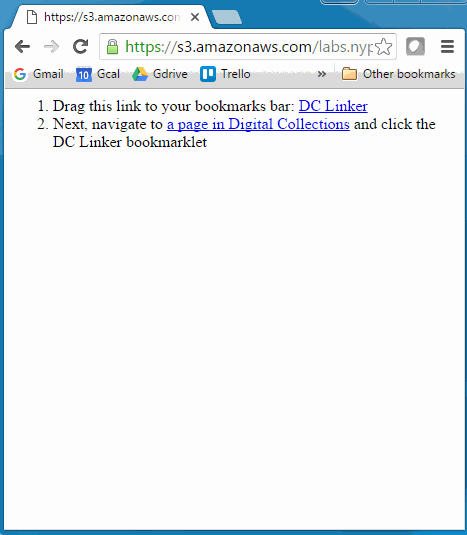 https://s3.amazonaws.con
https://s3.amazonaws.com/labs.nyp
Gmail 10 Gcal Gdrive Trello » Other bookmarks
1. Drag this link to your bookmarks bar: DC Linker
2. Next, navigate to a page in Digital Collections and click the
DC Linker bookmarklet